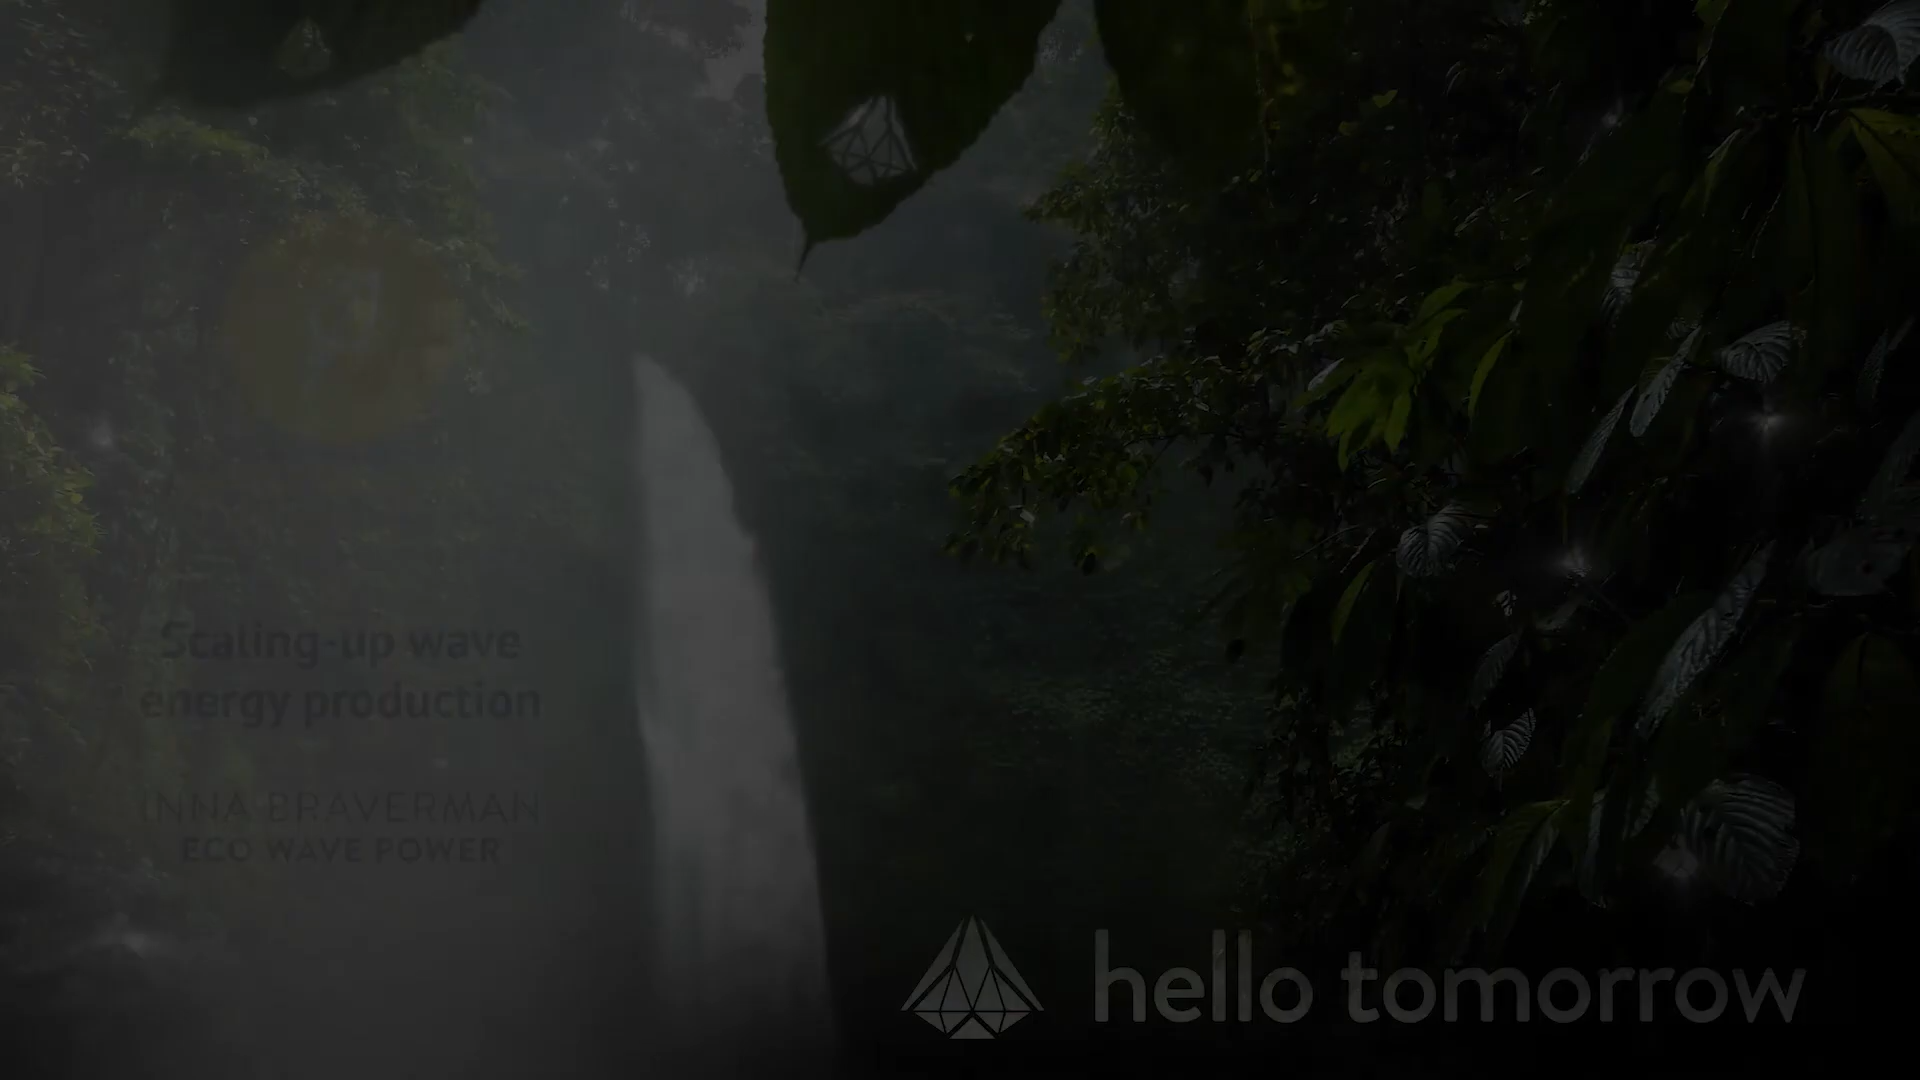 Scaling-up wave
energy production
INNA BRAVERMAN
ECO WAVE POWER
hello tomorrow